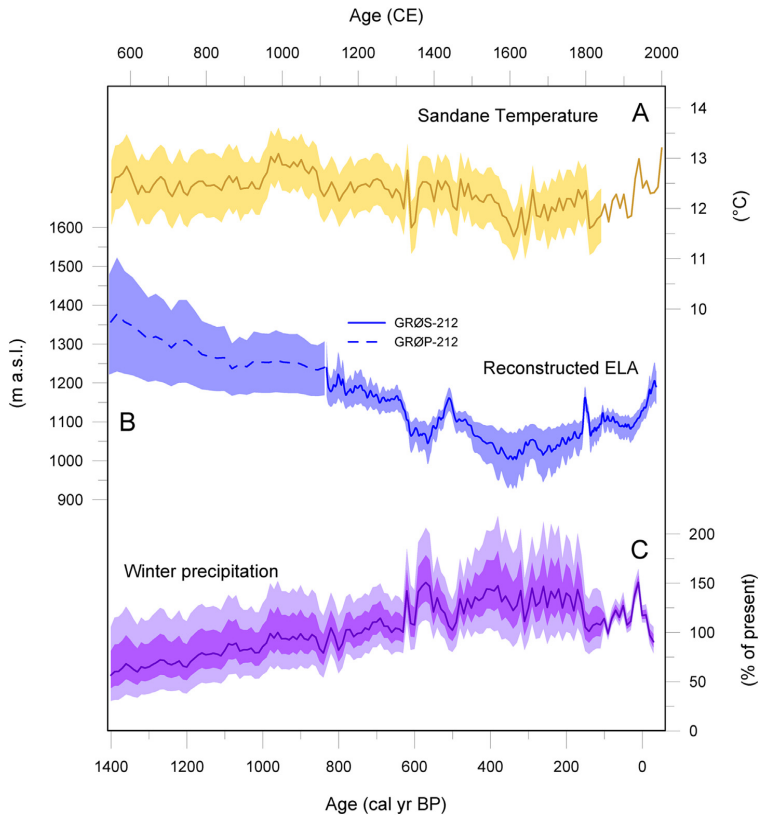 Age (CE)
600 800 1000 1200 1400 1600 1800 2000
Sandane Temperature A
14
13
12
11
10
(°C)
1600
1500
1400
1300
1200
1100
1000
900
(m a.s.l.)
GRØS-212
GRØP-212
Reconstructed ELA
B
Winter precipitation C
200
150
100
50
0
(% of present)
1400 1200 1000 800 600 400 200 0
Age (cal yr BP)